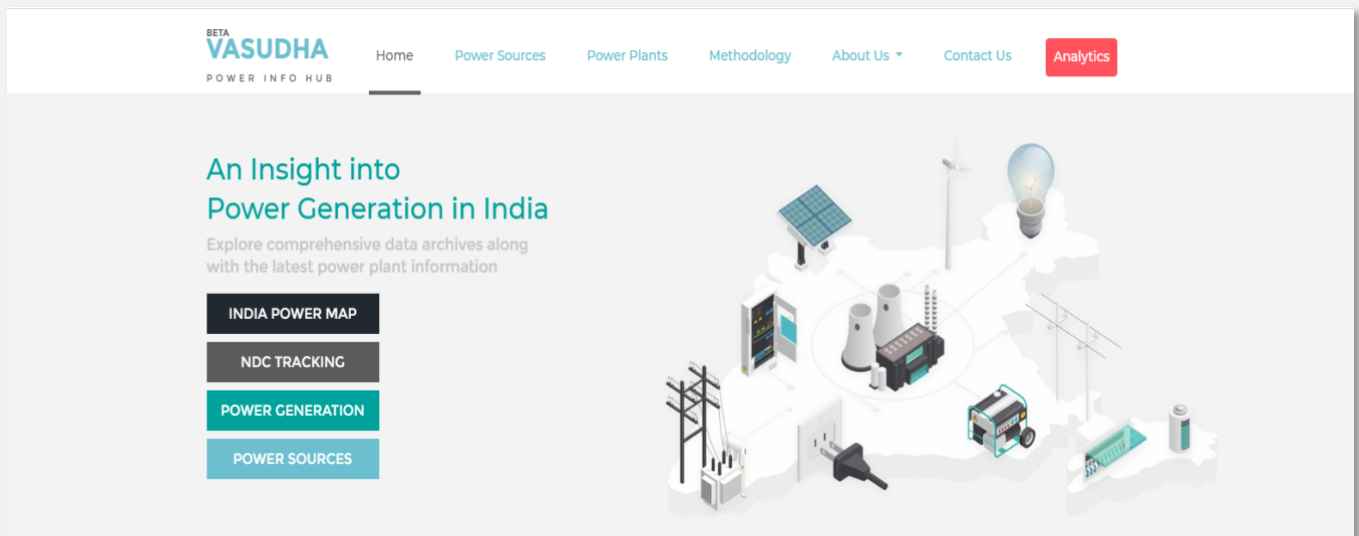 BETA
VASUDHA
POWER INFO HUB
Home
Power Sources
Power Plants
Methodology
About Us
Contact Us
Analytics
An Insight into
Power Generation in India
Explore comprehensive data archives along
with the latest power plant information
INDIA POWER MAP
NDC TRACKING
POWER GENERATION
POWER SOURCES